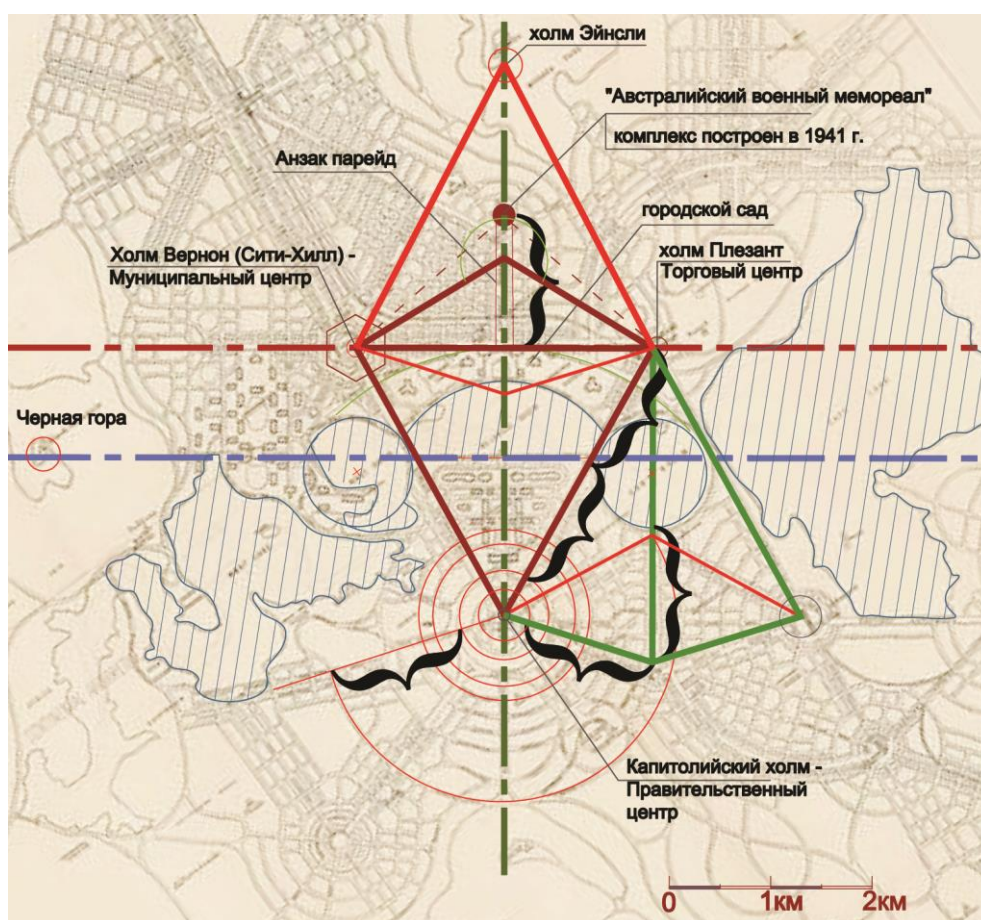 холм Эйнсли
"Австралийский военный мемореал"
комплекс построен в 1941 г.
Анзак парейд
городской сад
Холм Вернон (Сити-Хилл) -
Муниципальный центр
холм Плезант
Торговый центр
Черная гора
Капитолийский холм -
Правительственный
центр
0 1км 2км